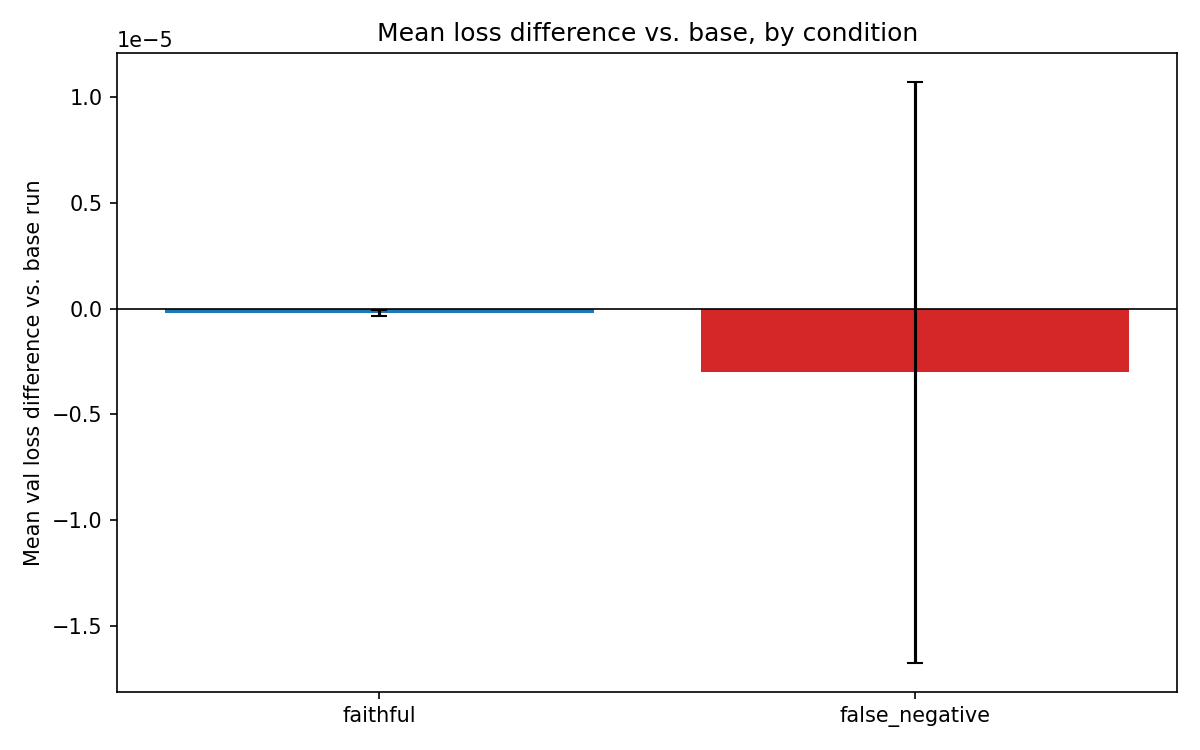 Mean loss difference vs. base, by condition
1e−5
1.0
0.5
0.0
−0.5
−1.0
−1.5
Mean val loss difference vs. base run
faithful
false_negative